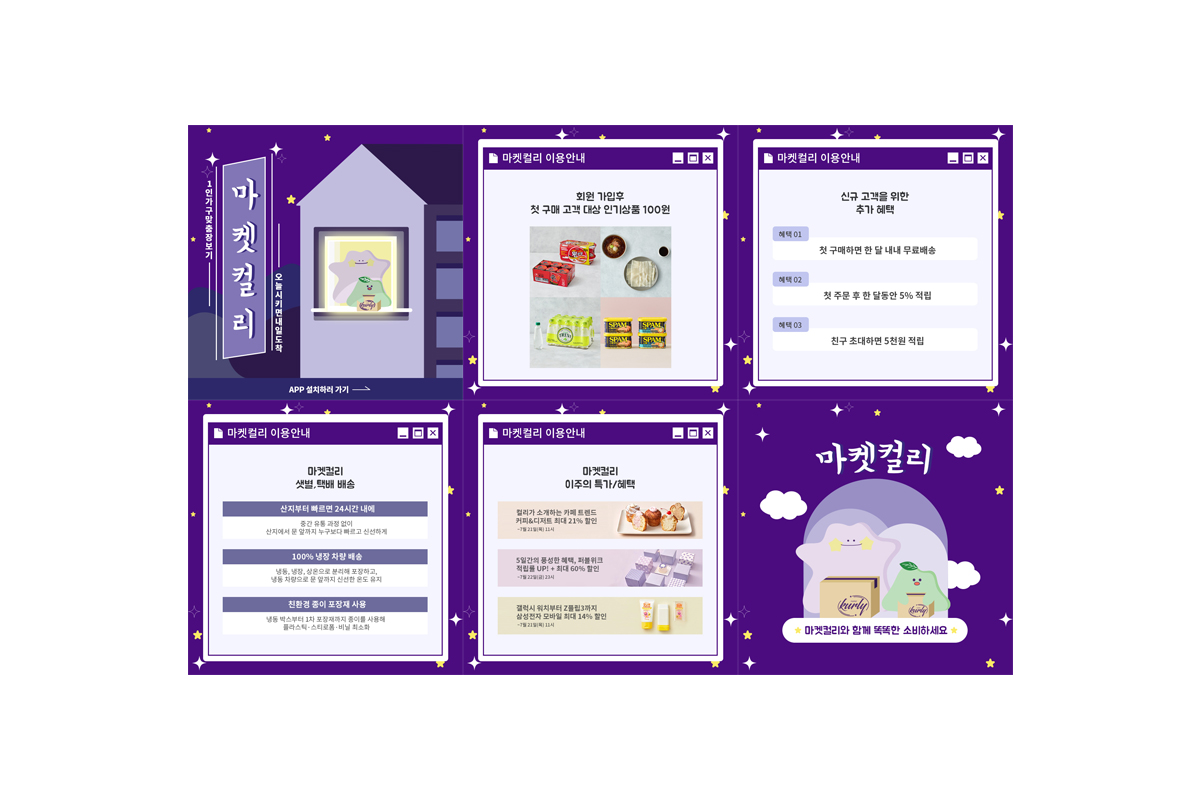 1인가구맞춤장보기
마켓컬리
오늘시키면내일도착
APP 설치하러 가기
마켓컬리 이용안내
회원 가입후
첫 구매 고객 대상 인기상품 100원
SPAM SPAM
SPAM SPAM
마켓컬리 이용안내
신규 고객을 위한
추가 혜택
혜택 01
첫 구매하면 한 달 내내 무료배송
혜택 02
첫 주문 후 한 달동안 5% 적립
혜택 03
친구 초대하면 5천원 적립
마켓컬리 이용안내
마켓컬리
샛별,택배 배송
산지부터 빠르면 24시간 내에
중간 유통 과정 없이
산지에서 문 앞까지 누구보다 빠르고 신선하게
100% 냉장 차량 배송
냉동, 냉장, 상온으로 분리해 포장하고,
냉동 차량으로 문 앞까지 신선한 온도 유지
친환경 종이 포장재 사용
냉동 박스부터 1차 포장재까지 종이를 사용해
플라스틱·스티로폼·비닐 최소화
마켓컬리 이용안내
마켓컬리
이주의 특가/혜택
컬리가 소개하는 카페 트렌드
커피&디저트 최대 21% 할인
~7월 21일(목) 11시
5일간의 풍성한 혜택, 퍼플위크
적립률 UP! + 최대 60% 할인
~7월 22일(금) 23시
갤럭시 워치부터 Z플립3까지
삼성전자 모바일 최대 14% 할인
~7월 21일(목) 11시
마켓컬리
kurly
kurly
마켓컬리와 함께 똑똑한 소비하세요